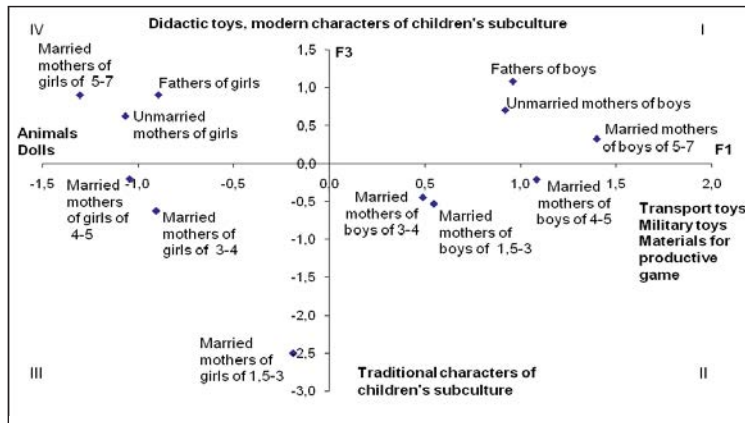 IV
Didactic toys, modern characters of children's subculture
I
Married
mothers of
girls of 5-7
Fathers of girls
Unmarried
mothers of girls
Animals
Dolls
1,5
F3
1,0
0,5
0,0
Fathers of boys
Unmarried mothers of boys
Married mothers
of boys of 5-7
F1
-1,5
-1,0
-0,5
0,0
0,5
1,0
1,5
2,0
Married
mothers
of girls of
4-5
Married
mothers of
girls of 3-4
-0,5
-1,0
-1,5
-2,0
-2,5
-3,0
Married
mothers of
boys of 3-4
Married
mothers of
boys of 1,5-3
Married
mothers of
boys of 4-5
Transport toys
Military toys
Materials for
productive
game
III
Married
mothers of
girls of 1,5-3
Traditional characters of
children's subculture
II